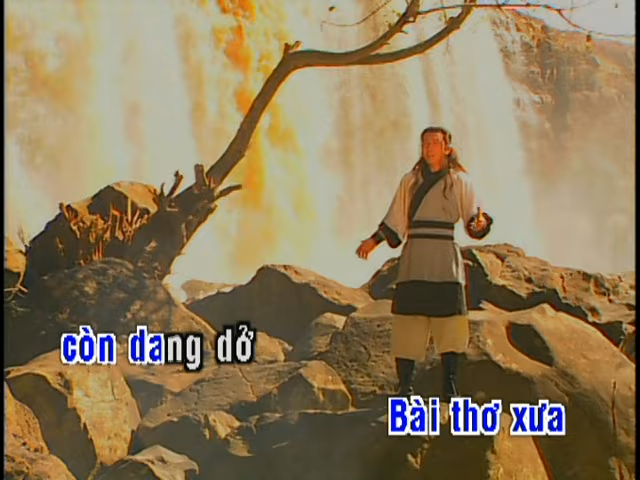 còn dang dở
Bài thơ xưa